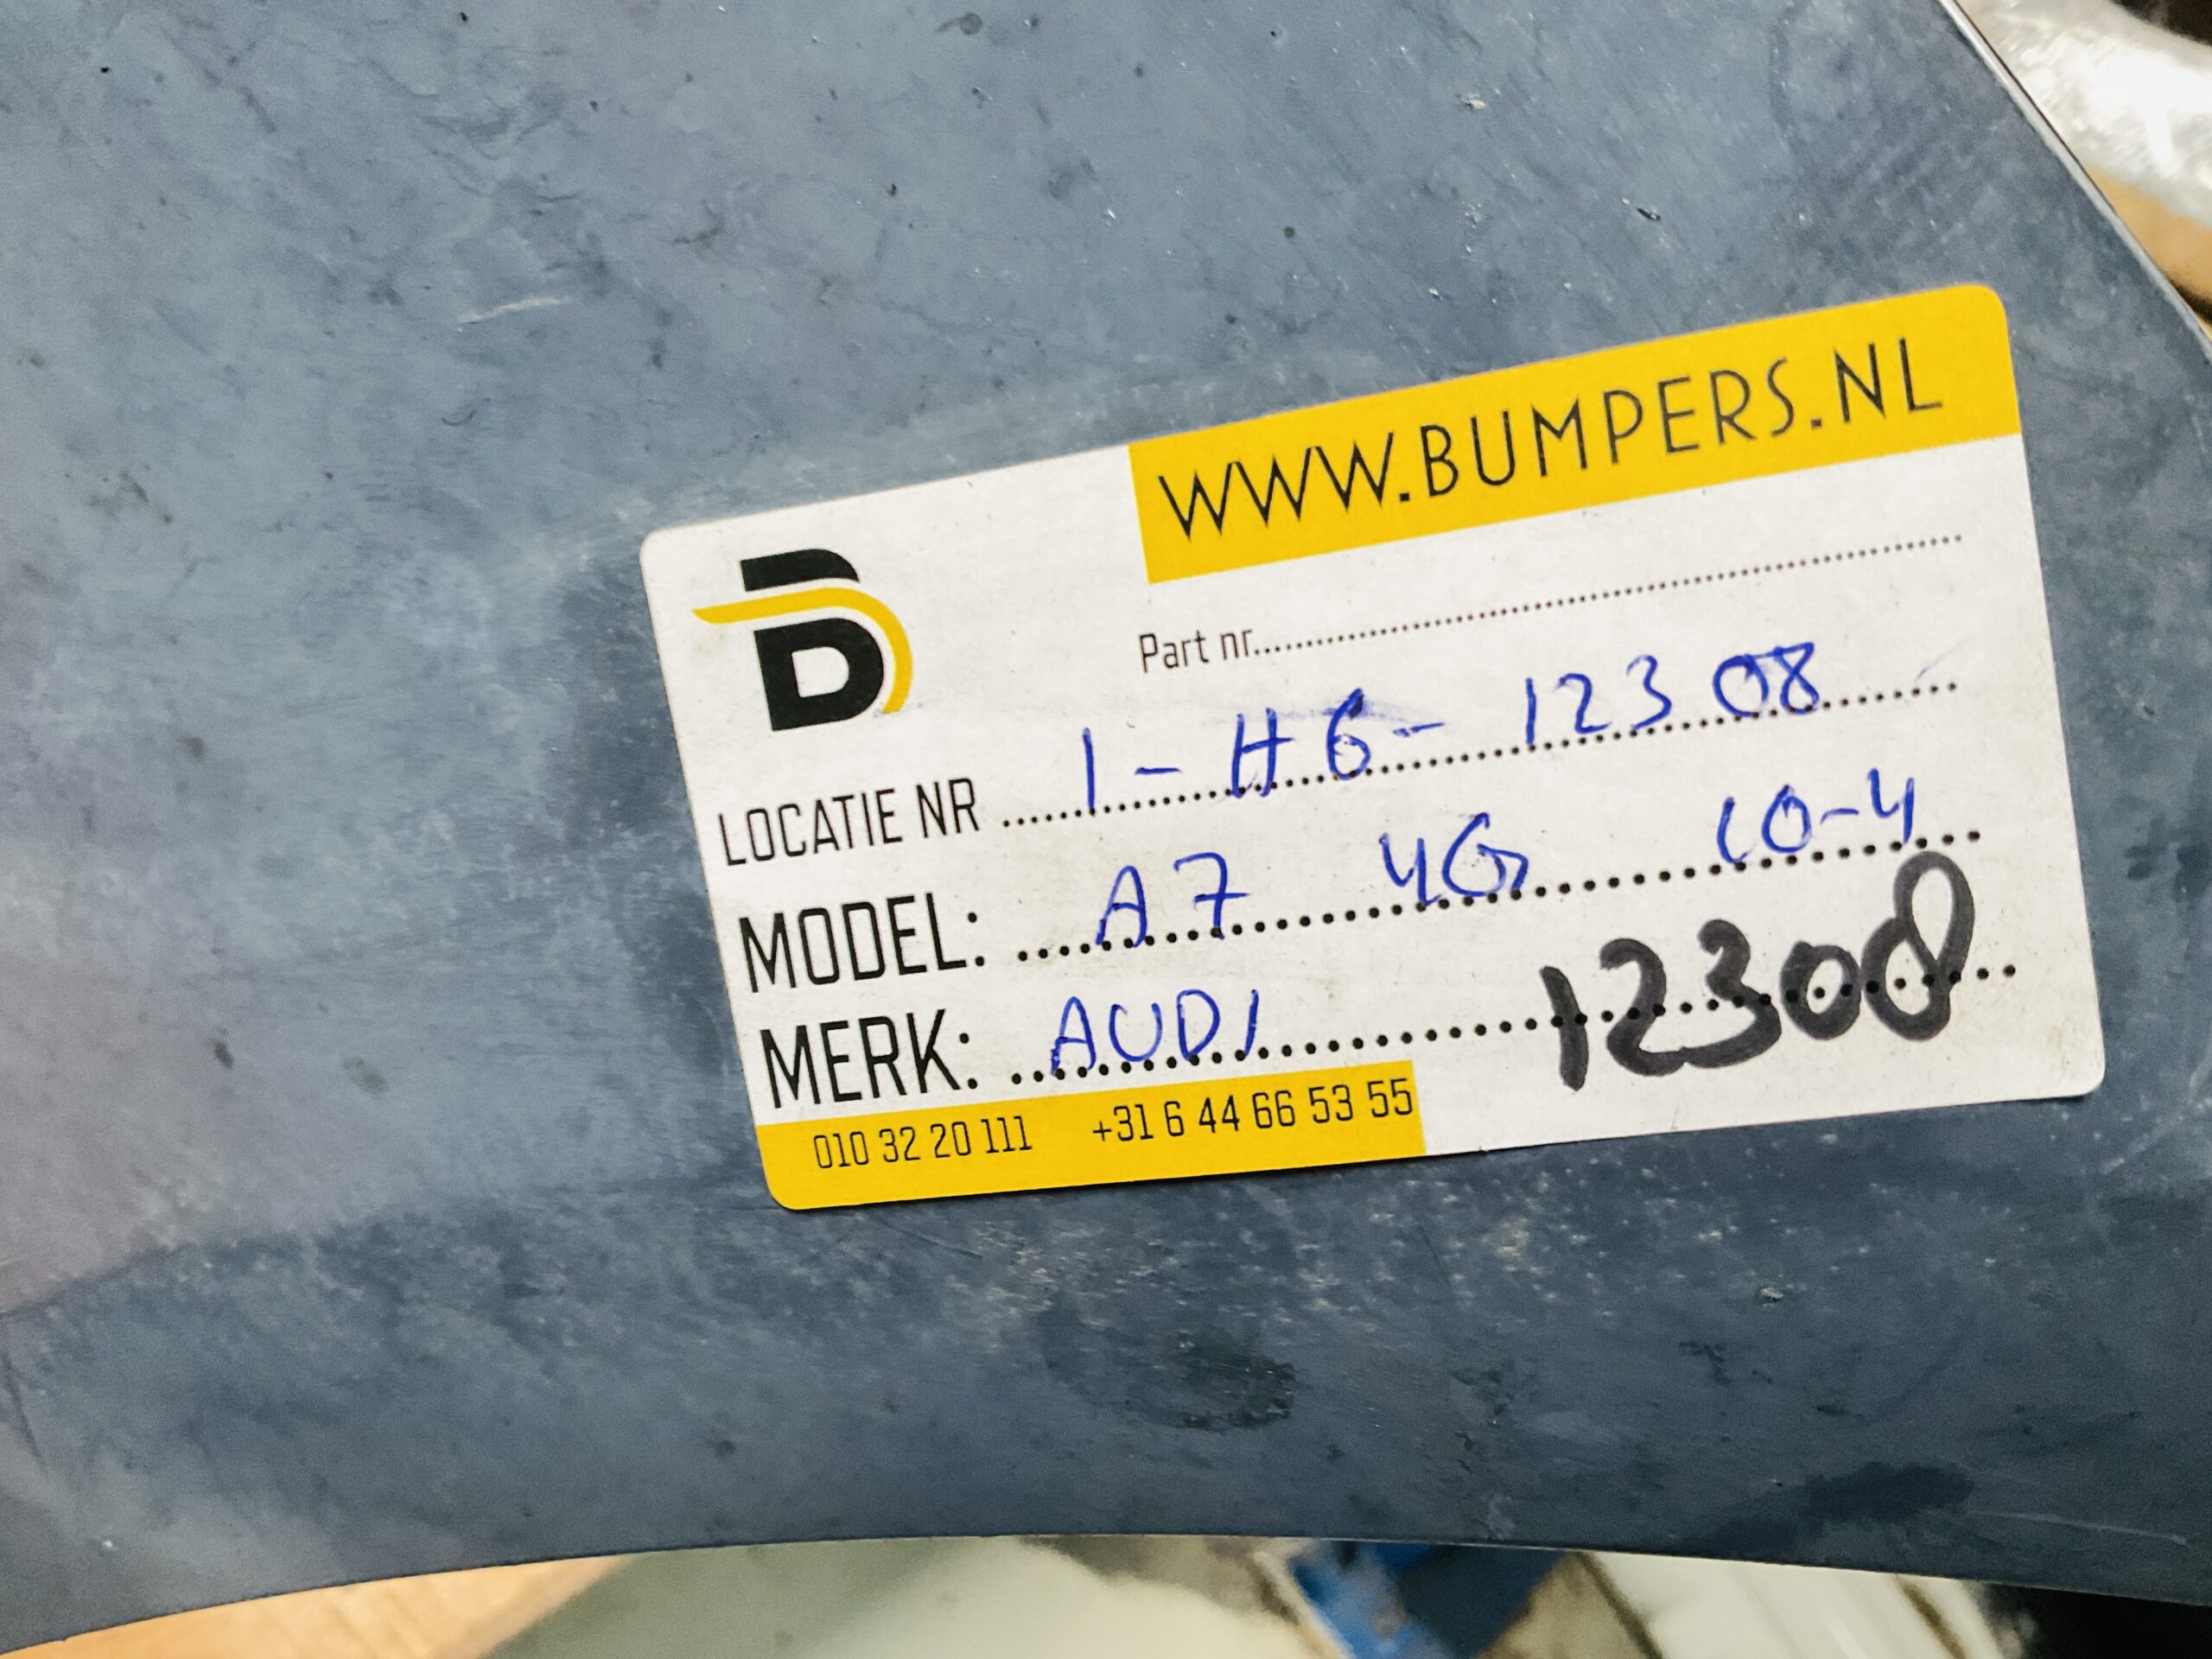 WWW.BUMPERS.NL
B
Part nr..............................
LOCATIE NR 1-H6-12308
MODEL: A7 4G 10-4
MERK: AUDI 12308
010 32 20 111 +31 6 44 66 53 55